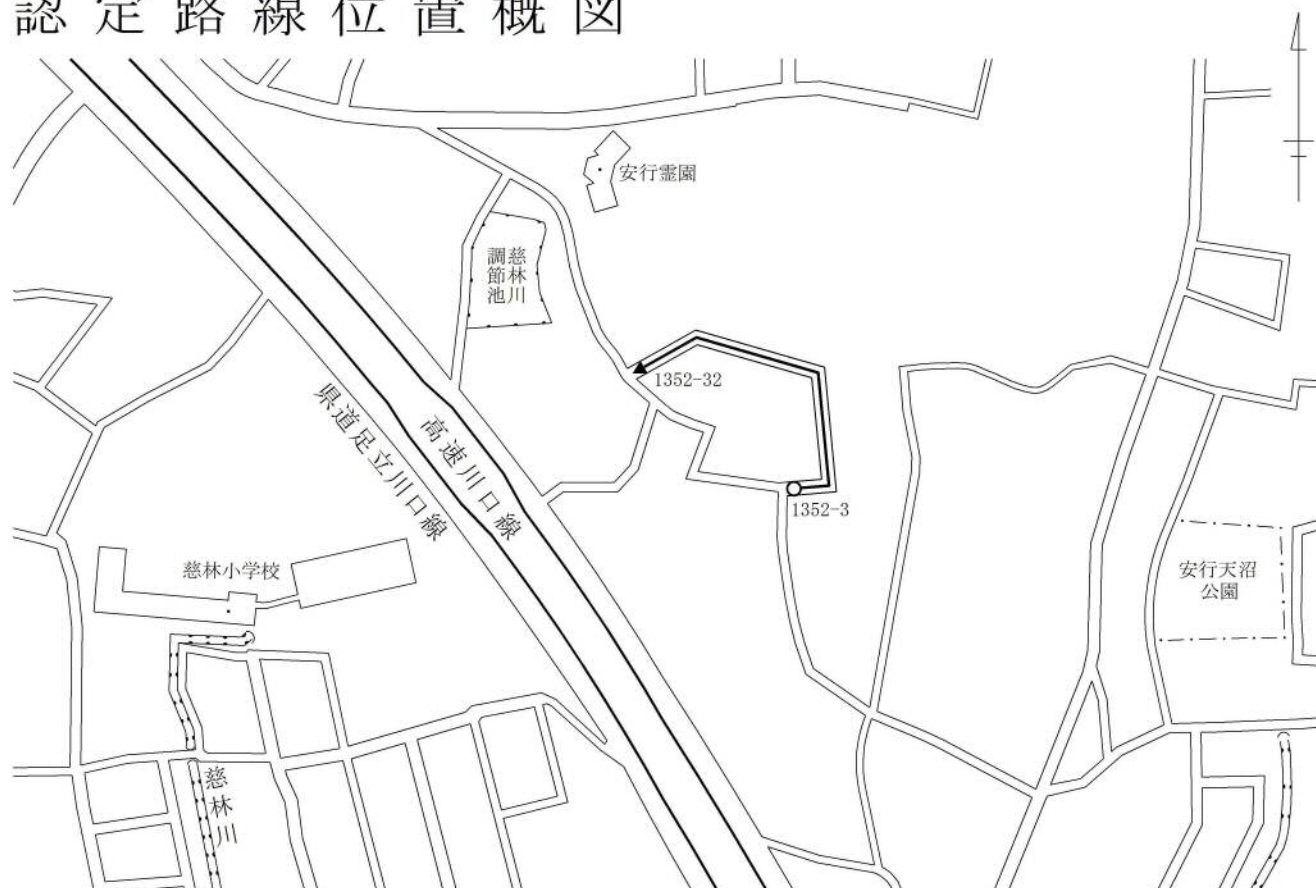 認定路線位置概図
安行霊園
慈林川
調節池
1352-32
1352-3
県道足立川口線
高速川口線
慈林小学校
安行天沼
公園
慈林川